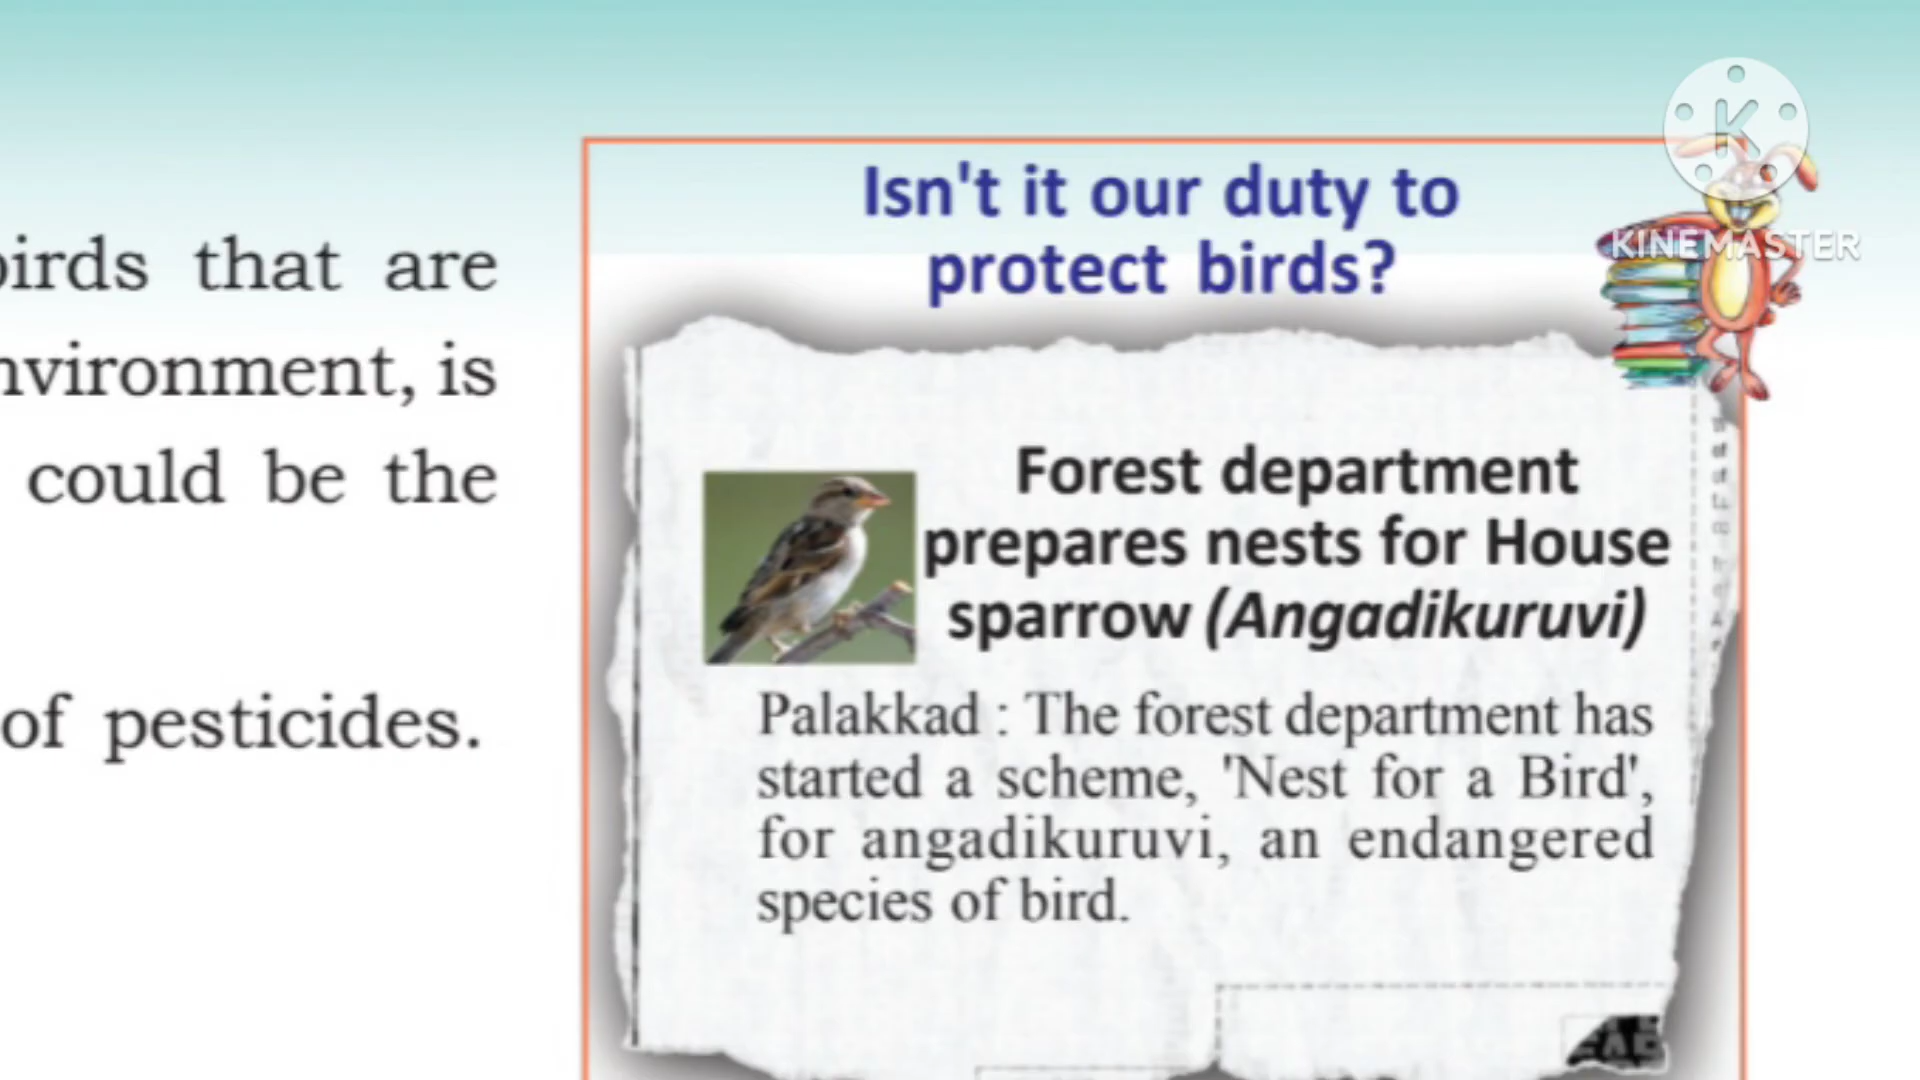 birds that are
nvironment, is
could be the
of pesticides.
Isn't it our duty to
protect birds?
Forest department
prepares nests for House
sparrow (Angadikuruvi)
Palakkad : The forest department has
started a scheme, 'Nest for a Bird',
for angadikuruvi, an endangered
species of bird.
K
KINEMASTER